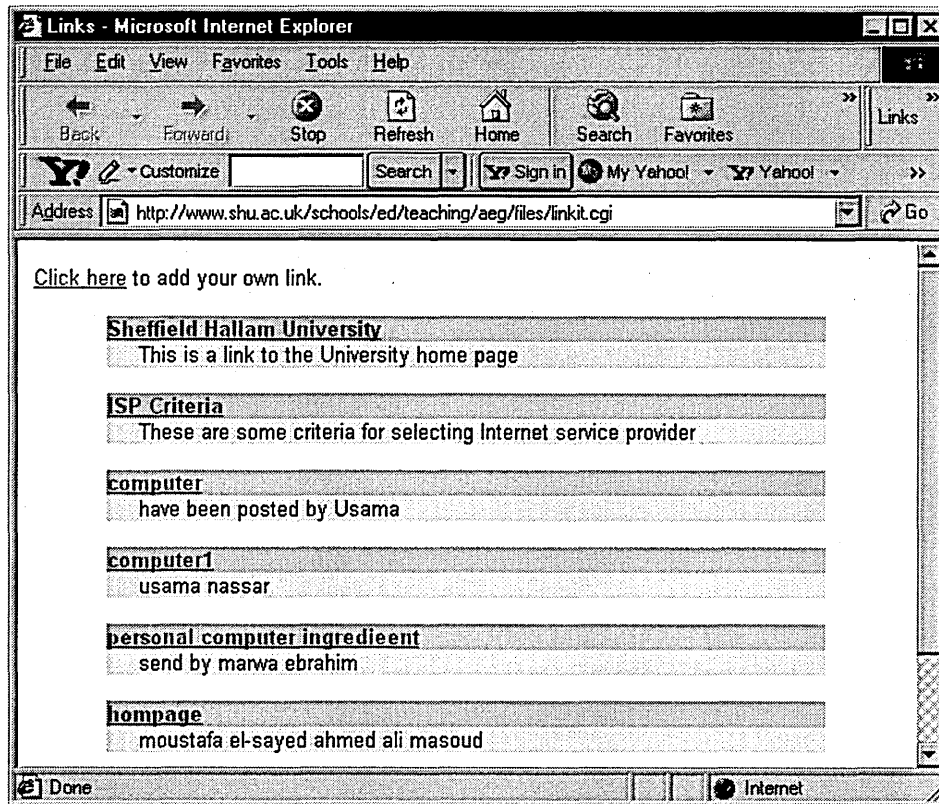 Links - Microsoft Internet Explorer
File Edit View Favorites Tools Help
Back Forward Stop Refresh Home Search Favorites » Links »
Y! Customize Search Y! Sign in My Yahoo! Y! Yahoo! »
Address http://www.shu.ac.uk/schools/ed/teaching/aeg/files/linkit.cgi Go
Click here to add your own link.
Sheffield Hallam University
This is a link to the University home page
ISP Criteria
These are some criteria for selecting Internet service provider
computer
have been posted by Usama
computer1
usama nassar
personal computer ingredieent
send by marwa ebrahim
hompage
moustafa el-sayed ahmed ali masoud
Done Internet